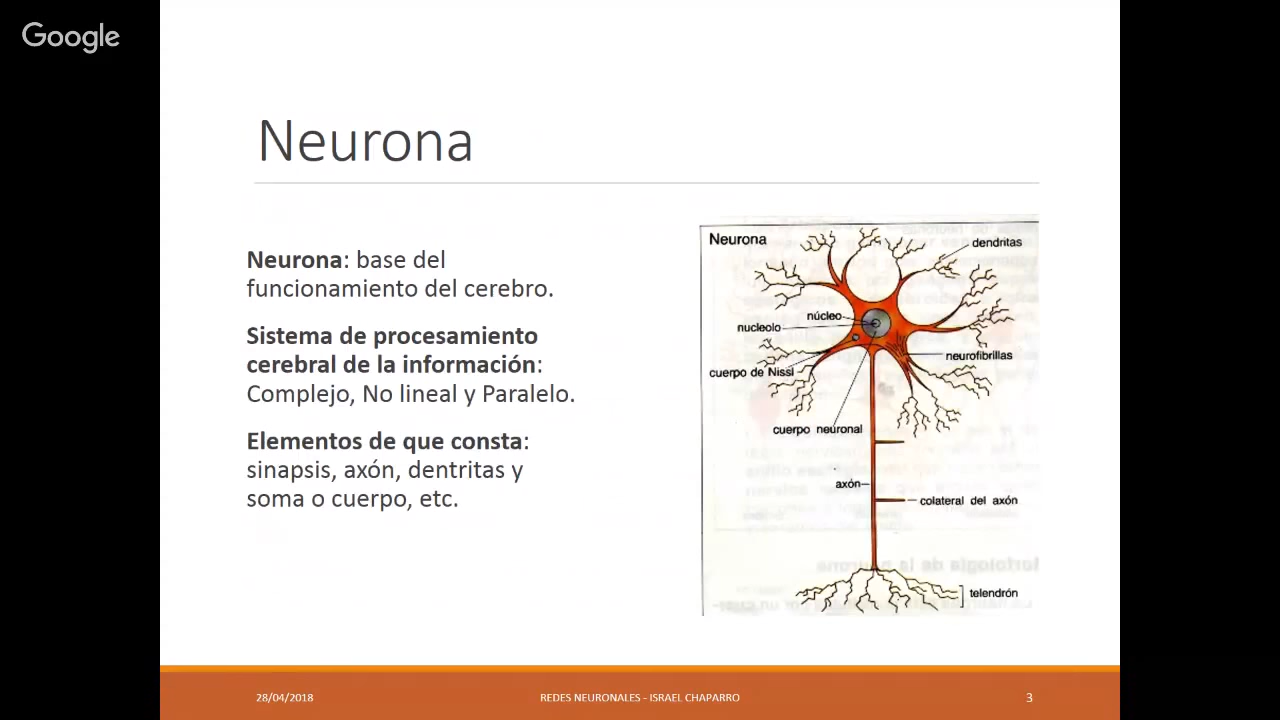 Google
Neurona
Neurona: base del
funcionamiento del cerebro.
Sistema de procesamiento
cerebral de la información:
Complejo, No lineal y Paralelo.
Elementos de que consta:
sinapsis, axón, dentritas y
soma o cuerpo, etc.
Neurona
dendritas
núcleo
nucleolo
neurofibrillas
cuerpo de Nissl
cuerpo neuronal
axón
colateral del axón
telendrón
28/04/2018
REDES NEURONALES - ISRAEL CHAPARRO
3